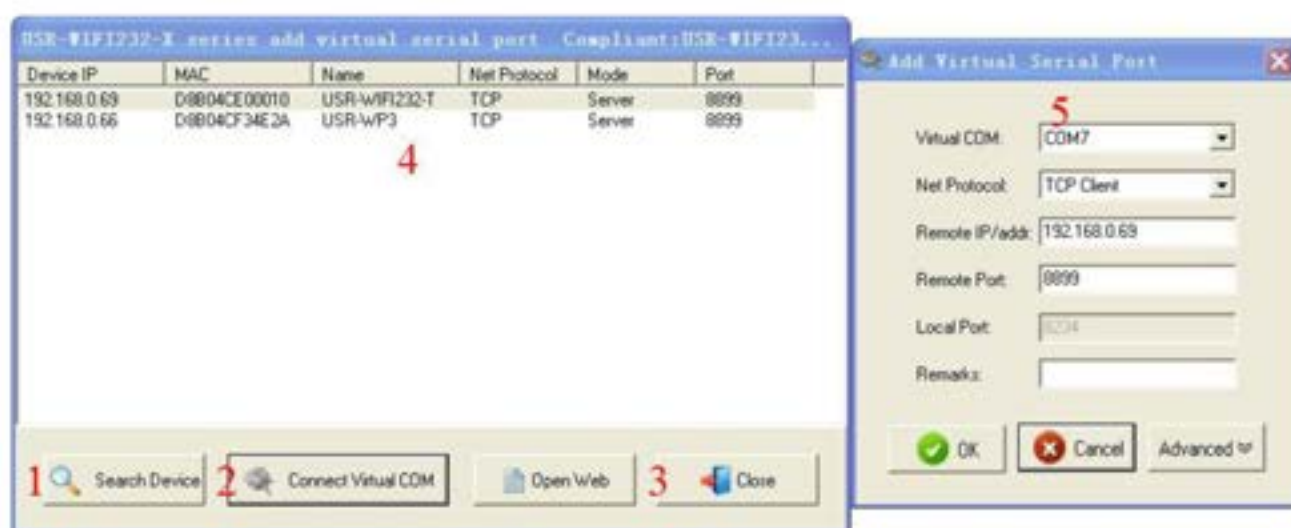 USR-WIFI232-X series add virtual serial port Compliant:USR-WIFI23...
Device IP MAC Name Net Protocol Mode Port
192.168.0.69 D8B04CE00010 USR-WIFI232-T TCP Server 8899
192.168.0.66 D8B04CF34E2A USR-WP3 TCP Server 8899
4
1 Search Device 2 Connect Virtual COM Open Web 3 Close
Add Virtual Serial Port
5
Virtual COM: COM7
Net Protocol: TCP Client
Remote IP/addr: 192.168.0.69
Remote Port: 8899
Local Port: 8234
Remarks:
OK Cancel Advanced